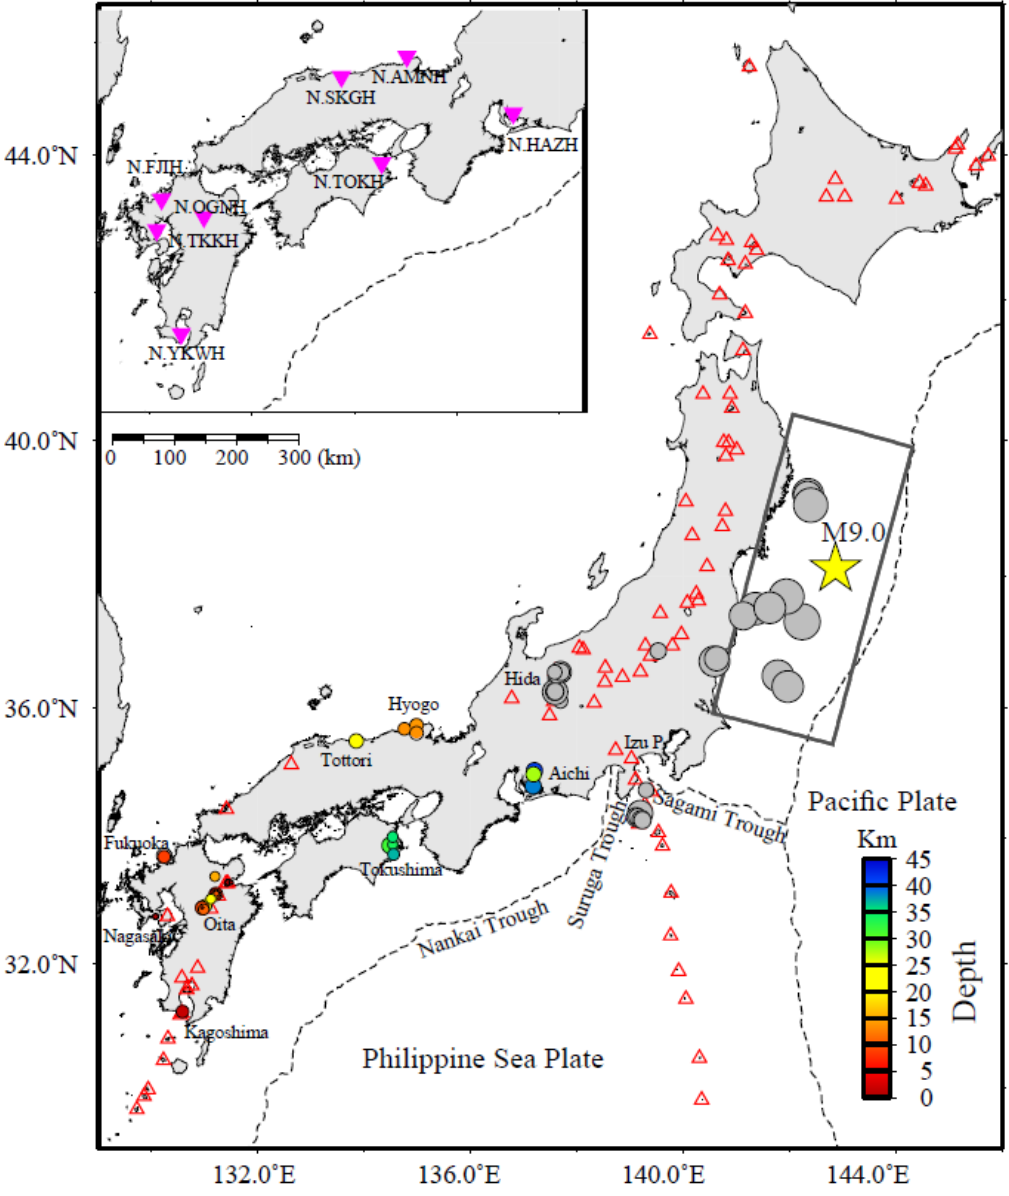 N.AMNH
N.SKGH
N.HAZH
44.0°N
N.FJIH
N.TOKH
N.OGNH
N.TKKH
N.YKWH
40.0°N
0 100 200 300 (km)
M9.0
Hida
36.0°N
Hyogo
Izu P.
Tottori
Aichi
Pacific Plate
Sagami Trough
Fukuoka
Km
Suruga Trough
45
Tokushima
40
35
Oita
Nankai Trough
30
Nagasaki
25
32.0°N
20
Depth
15
Kagoshima
10
Philippine Sea Plate
5
0
132.0°E 136.0°E 140.0°E 144.0°E